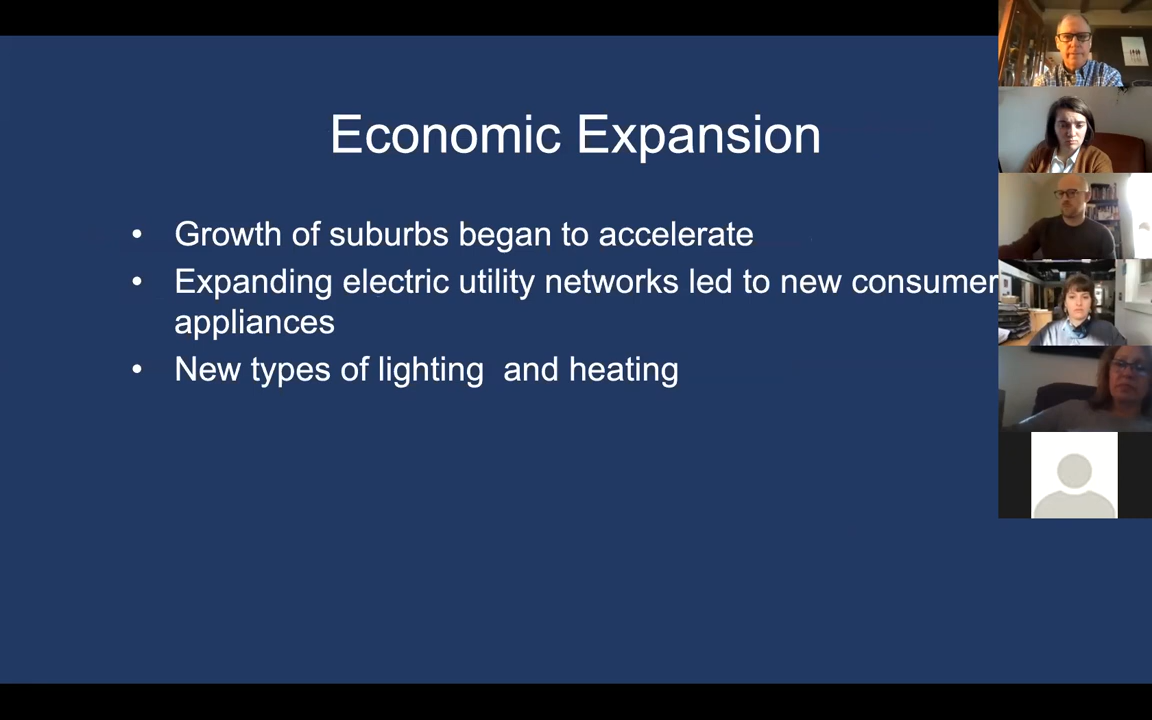 Economic Expansion
• Growth of suburbs began to accelerate
• Expanding electric utility networks led to new consumer
appliances
• New types of lighting  and heating